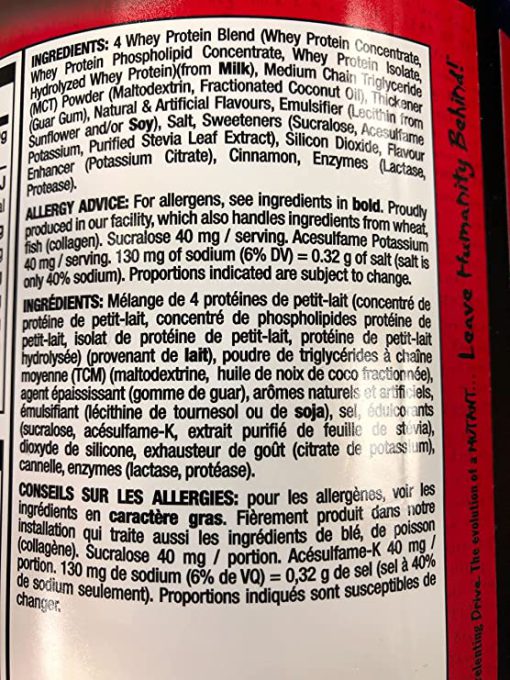 INGREDIENTS: 4 Whey Protein Blend (Whey Protein Concentrate,
Whey Protein Phospholipid Concentrate, Whey Protein Isolate,
Hydrolyzed Whey Protein)(from Milk), Medium Chain Triglyceride
(MCT) Powder (Maltodextrin, Fractionated Coconut Oil), Thickener
(Guar Gum), Natural & Artificial Flavours, Emulsifier (Lecithin from
Sunflower and/or Soy), Salt, Sweeteners (Sucralose, Acesulfame
Potassium, Purified Stevia Leaf Extract), Silicon Dioxide, Flavour
Enhancer (Potassium Citrate), Cinnamon, Enzymes (Lactase,
Protease).
ALLERGY ADVICE: For allergens, see ingredients in bold. Proudly
produced in our facility, which also handles ingredients from wheat,
fish (collagen). Sucralose 40 mg / serving. Acesulfame Potassium
40 mg / serving. 130 mg of sodium (6% DV) = 0.32 g of salt (salt is
only 40% sodium). Proportions indicated are subject to change.
INGRÉDIENTS: Mélange de 4 protéines de petit-lait (concentré de
protéine de petit-lait, concentré de phospholipides protéine de
petit-lait, isolat de protéine de petit-lait, protéine de petit-lait
hydrolysée) (provenant de lait), poudre de triglycérides à chaîne
moyenne (TCM) (maltodextrine, huile de noix de coco fractionnée),
agent épaississant (gomme de guar), arômes naturels et artificiels,
émulsifiant (lécithine de tournesol ou de soja), sel, édulcorants
(sucralose, acésulfame-K, extrait purifié de feuille de stévia),
dioxyde de silicone, exhausteur de goût (citrate de potassium),
cannelle, enzymes (lactase, protéase).
CONSEILS SUR LES ALLERGIES: pour les allergènes, voir les
ingrédients en caractère gras. Fièrement produit dans notre
installation qui traite aussi les ingrédients de blé, de poisson
(collagène). Sucralose 40 mg / portion. Acésulfame-K 40 mg /
portion. 130 mg de sodium (6% de VQ) = 0,32 g de sel (sel à 40%
de sodium seulement). Proportions indiqués sont susceptibles de
changer.
Drive. The evolution of a MUTANT... Leave Humanity Behind!